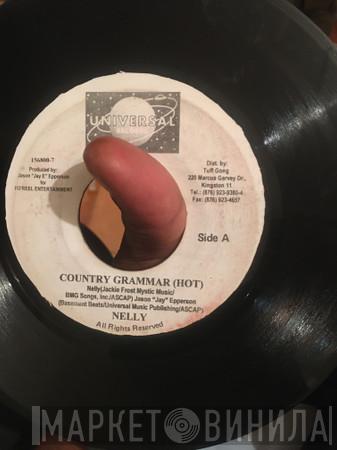 UNIVERSAL
156800-7
Produced by:
Jason "Jay E" Epperson
for
FO'REEL ENTERTAINMENT
Dist. by:
Tuff Gong
220 Marcus Garvey Dr.,
Kingston 11
Tel.: (876) 923-9380-4
Fax.: (876) 923-4657
Side A
COUNTRY GRAMMAR (HOT)
Nelly(Jackie Frost Mystic Music/
BMG Songs, Inc/ASCAP) Jason "Jay" Epperson
(Basement Beats/Universal Music Publishing/ASCAP)
NELLY
All Rights Reserved
МАРКЕТ ВИНИЛА